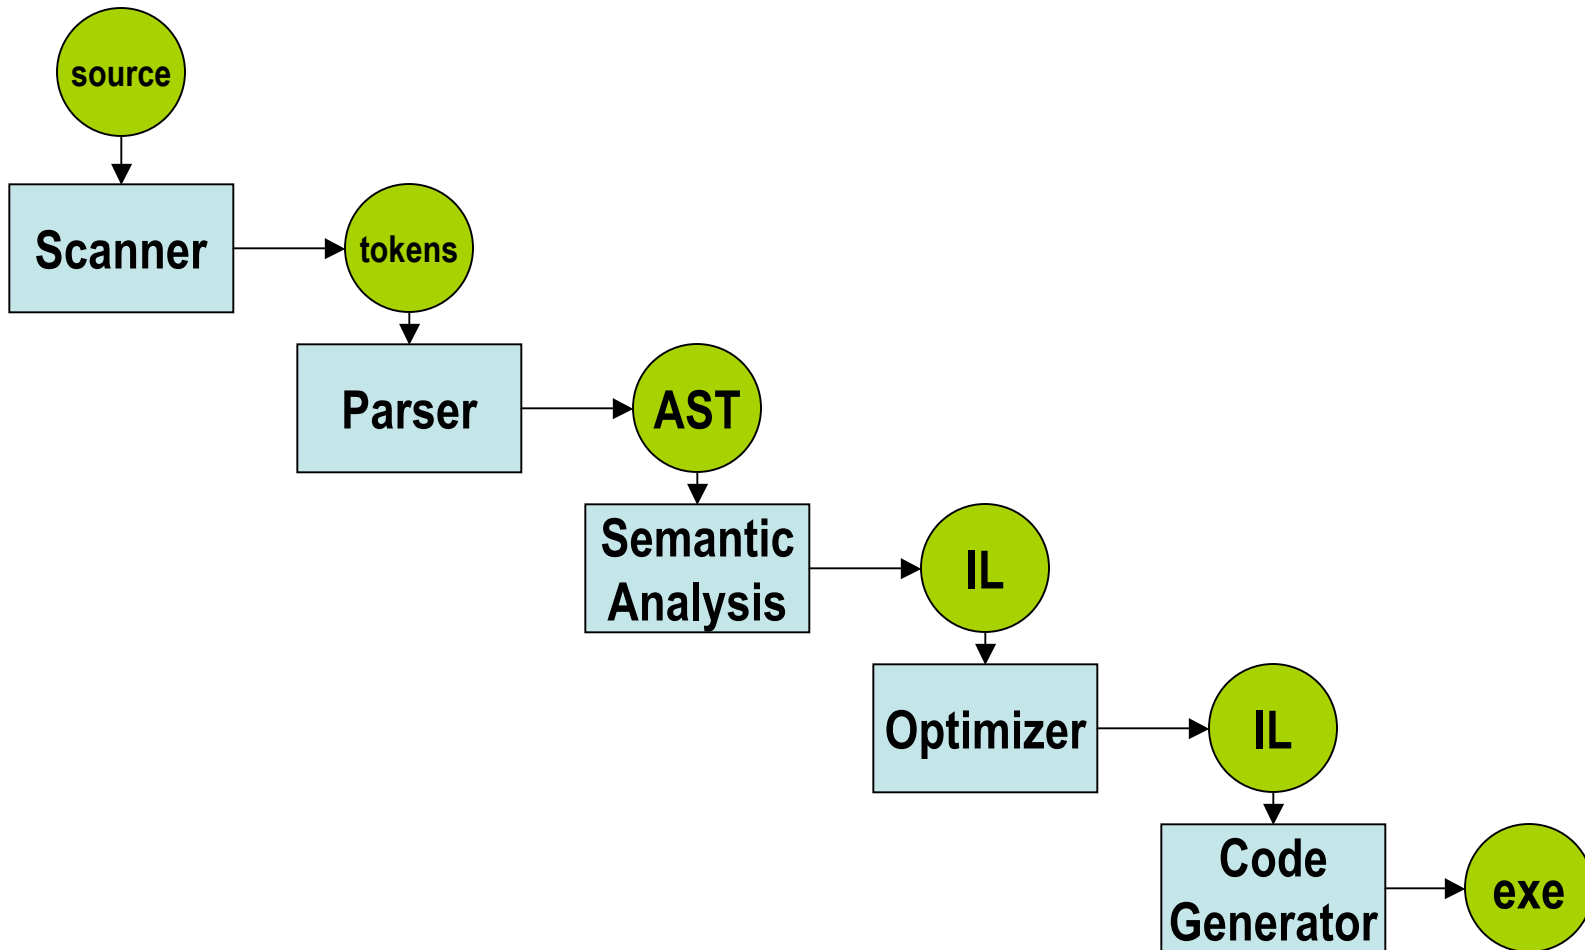 source
Scanner
tokens
Parser
AST
Semantic
Analysis
IL
Optimizer
IL
Code
Generator
exe